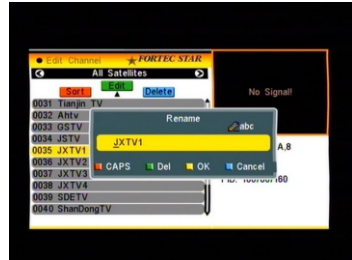 Edit Channel
FORTEC STAR
All Satellites
Sort
Edit
Delete
No Signal!
0031 Tianjin TV
0032 Ahtv
0033 GSTV
0034 JSTV
0035 JXTV1
0036 JXTV2
0037 JXTV3
0038 JXTV4
0039 SDETV
0040 ShanDongTV
Rename
abc
JXTV1
CAPS
Del
OK
Cancel
A,8